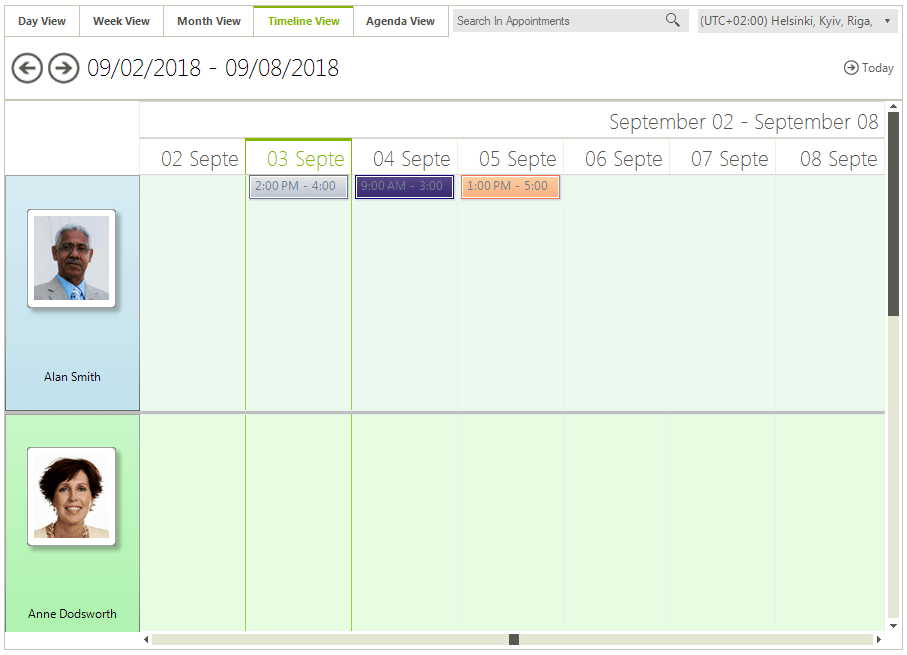 Day View Week View Month View Timeline View Agenda View Search In Appointments (UTC+02:00) Helsinki, Kyiv, Riga,
09/02/2018 - 09/08/2018 Today
September 02 - September 08
02 Septe 03 Septe 04 Septe 05 Septe 06 Septe 07 Septe 08 Septe
2:00 PM - 4:00 9:00 AM - 3:00 1:00 PM - 5:00
Alan Smith
Anne Dodsworth